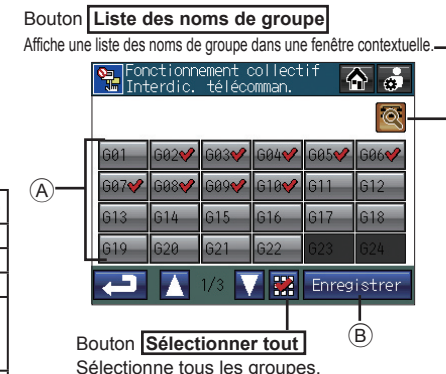 Bouton Liste des noms de groupe
Affiche une liste des noms de groupe dans une fenêtre contextuelle.
Fonctionnement collectif
Interdic. télécomman.
G01 G02 G03 G04 G05 G06
A
G07 G08 G09 G10 G11 G12
G13 G14 G15 G16 G17 G18
G19 G20 G21 G22 G23 G24
1/3 Enregistrer
B
Bouton Sélectionner tout
Sélectionne tous les groupes.